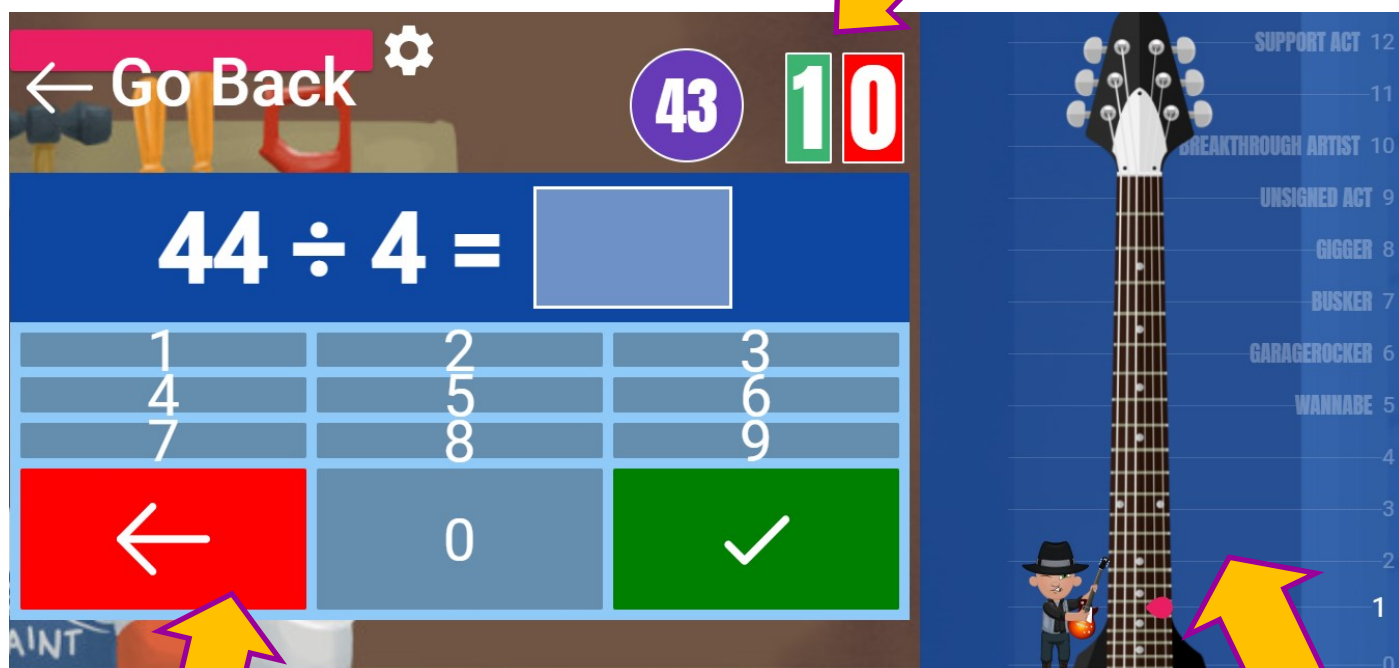 ← Go Back
43
1 0
44 ÷ 4 =
1 2 3
4 5 6
7 8 9
← 0 ✓
AINT
SUPPORT ACT 12
11
BREAKTHROUGH ARTIST 10
UNSIGNED ACT 9
GIGGER 8
BUSKER 7
GARAGEROCKER 6
WANNABE 5
4
3
2
1
0